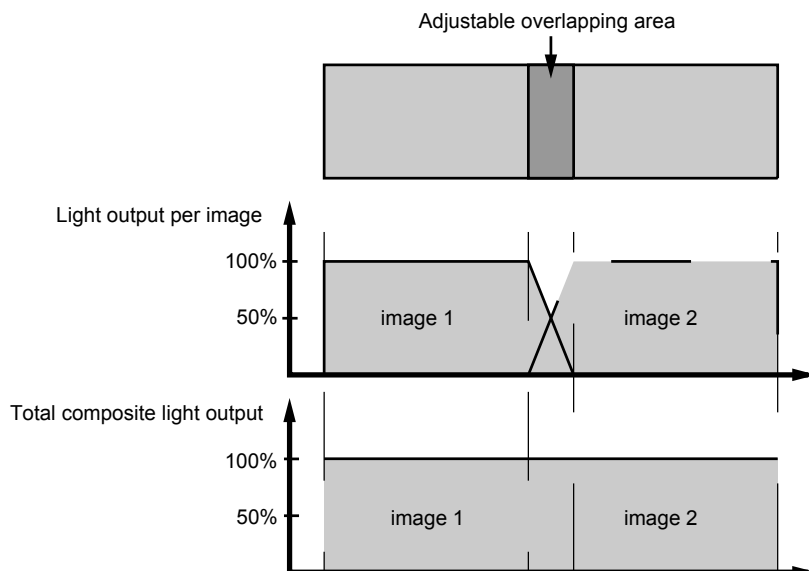 Adjustable overlapping area
Light output per image
100%
50%
image 1
image 2
Total composite light output
100%
50%
image 1
image 2